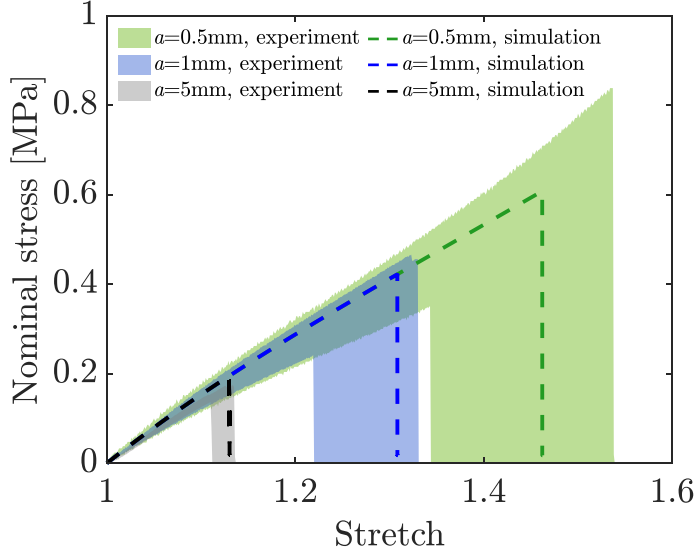 1
a=0.5mm, experiment
a=0.5mm, simulation
a=1mm, experiment
a=1mm, simulation
a=5mm, experiment
a=5mm, simulation
0.8
0.6
0.4
0.2
0
Nominal stress [MPa]
1
1.2
1.4
1.6
Stretch